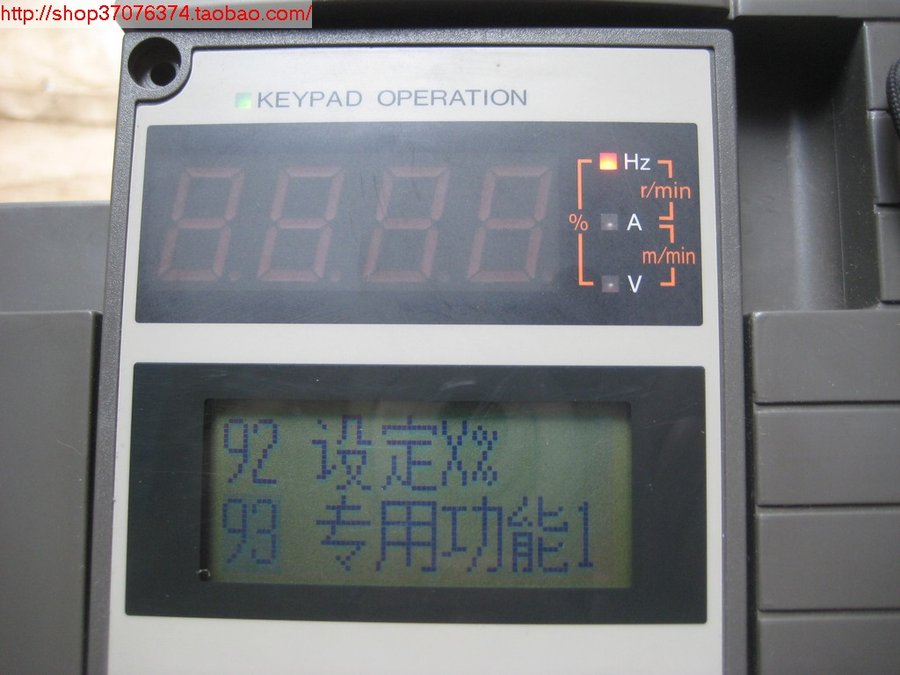 http://shop37076374.taobao.com/
KEYPAD OPERATION
8.8.8.8
Hz
r/min
% A
m/min
V
92 设定X%
93 专用功能1